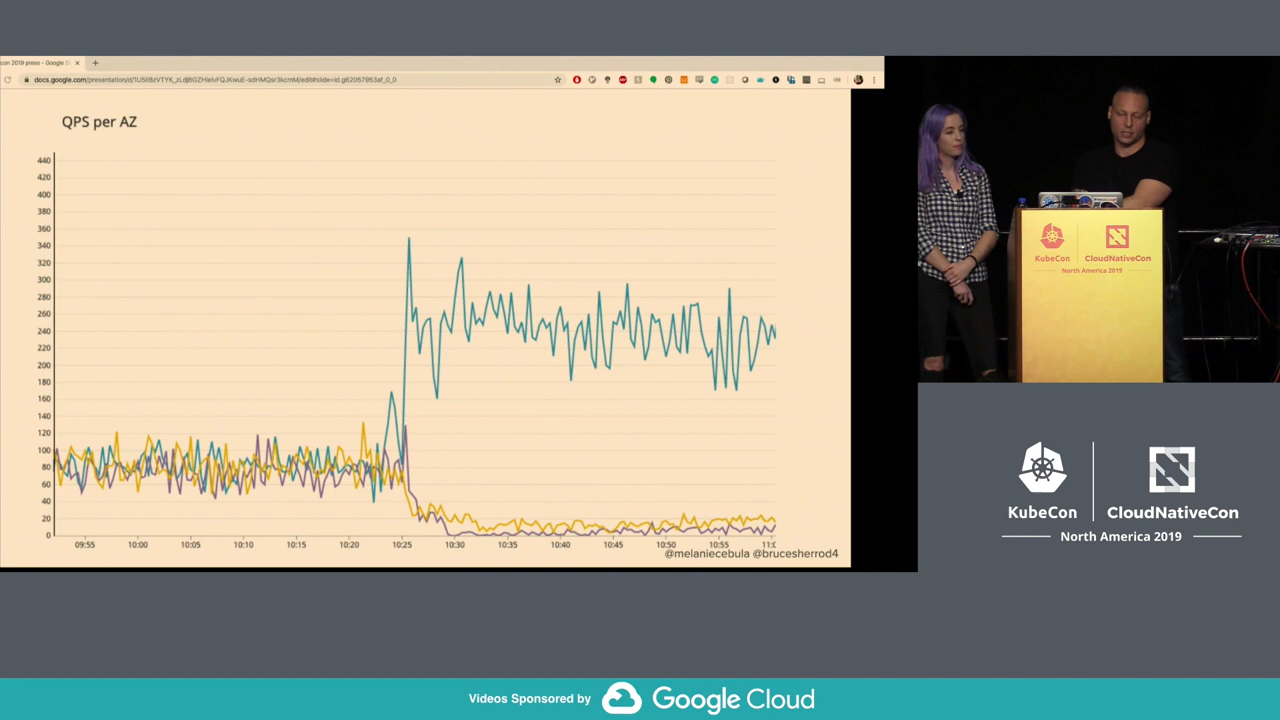 QPS per AZ
440
420
400
380
360
340
320
300
280
260
240
220
200
180
160
140
120
100
80
60
40
20
0
09:55 10:00 10:05 10:10 10:15 10:20 10:25 10:30 10:35 10:40 10:45 10:50 10:55
@melaniecebula @brucesherrod4
KubeCon CloudNativeCon
North America 2019
KubeCon CloudNativeCon
North America 2019
Videos Sponsored by Google Cloud